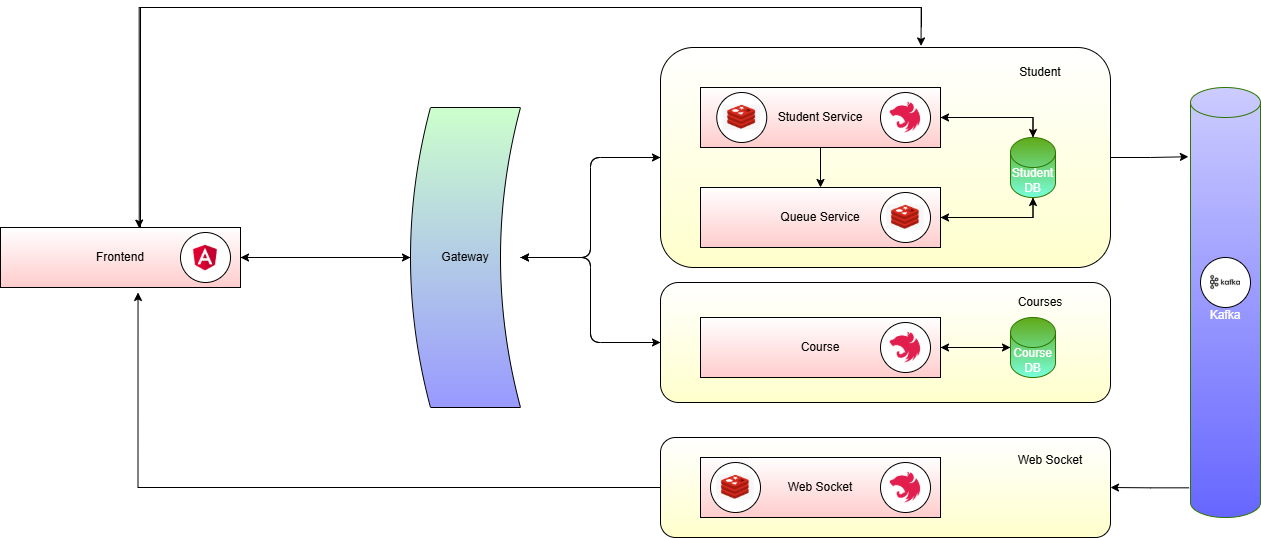 Student
Student Service
Student
DB
Queue Service
Frontend
Gateway
kafka
Kafka
Courses
Course
Course
DB
Web Socket
Web Socket